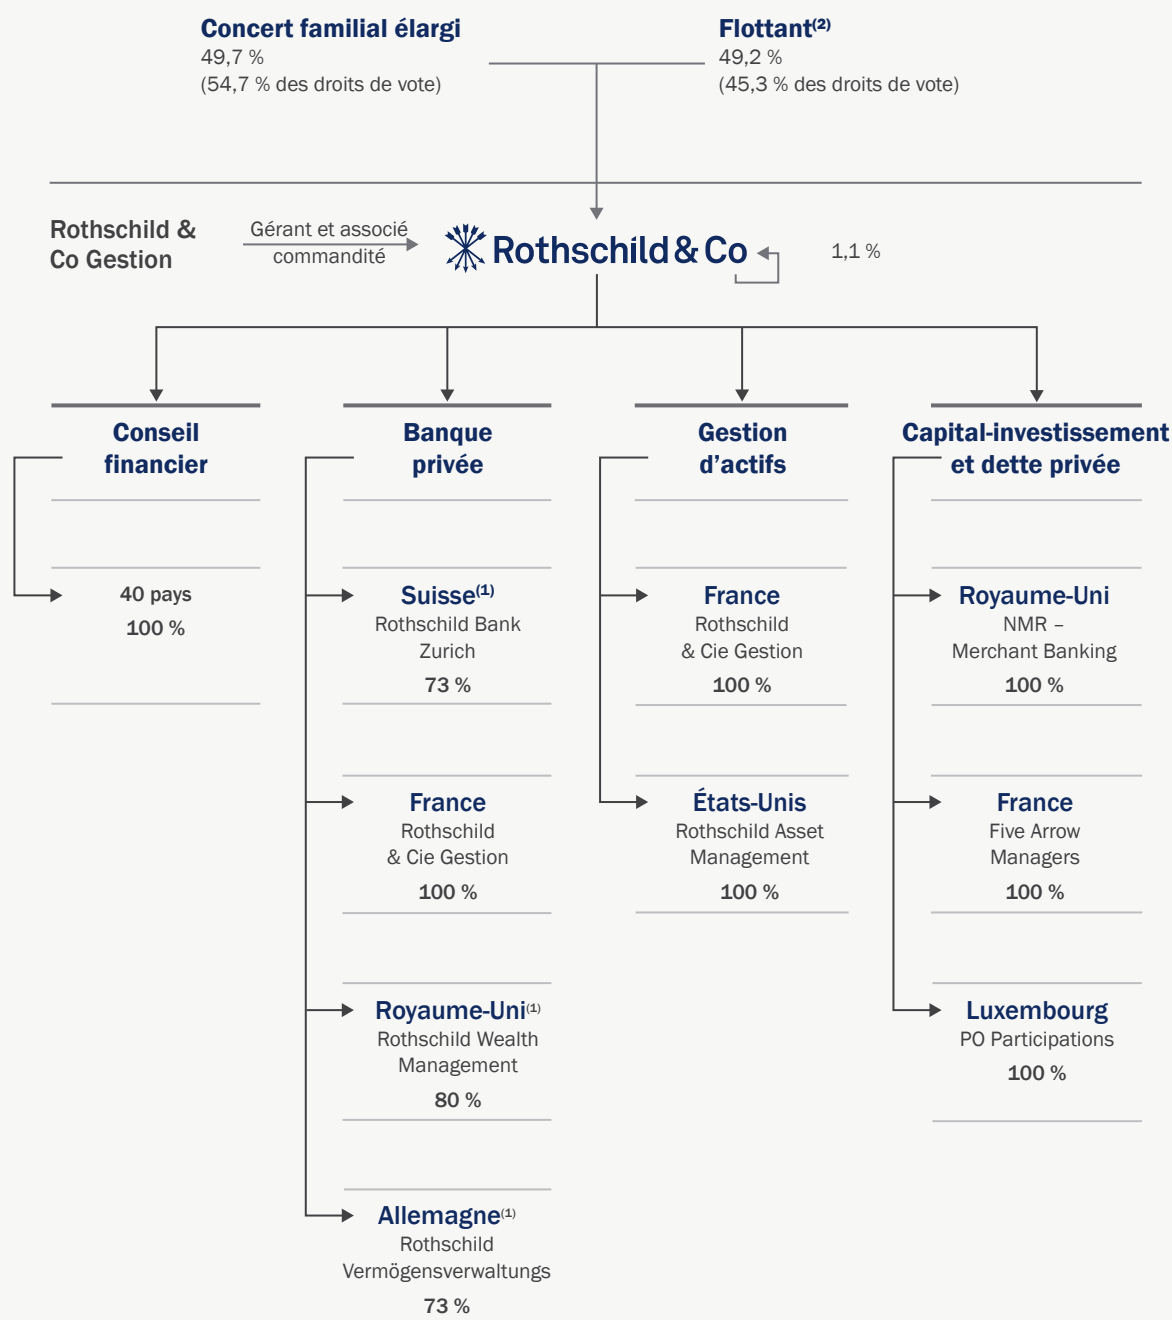 Concert familial élargi
49,7 %
(54,7 % des droits de vote)
Flottant(2)
49,2 %
(45,3 % des droits de vote)
Rothschild &
Co Gestion
Gérant et associé
commandité
Rothschild & Co
1,1 %
Conseil
financier
40 pays
100 %
Banque
privée
Suisse(1)
Rothschild Bank
Zurich
73 %
France
Rothschild
& Cie Gestion
100 %
Royaume-Uni(1)
Rothschild Wealth
Management
80 %
Allemagne(1)
Rothschild
Vermögensverwaltungs
73 %
Gestion
d’actifs
France
Rothschild
& Cie Gestion
100 %
États-Unis
Rothschild Asset
Management
100 %
Capital-investissement
et dette privée
Royaume-Uni
NMR –
Merchant Banking
100 %
France
Five Arrow
Managers
100 %
Luxembourg
PO Participations
100 %